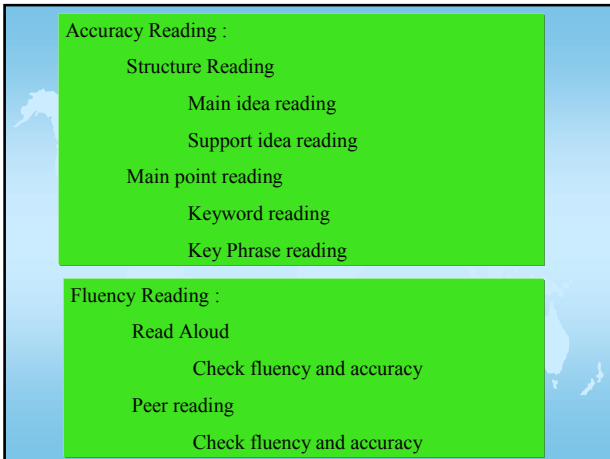 Accuracy Reading :
Structure Reading
Main idea reading
Support idea reading
Main point reading
Keyword reading
Key Phrase reading
Fluency Reading :
Read Aloud
Check fluency and accuracy
Peer reading
Check fluency and accuracy